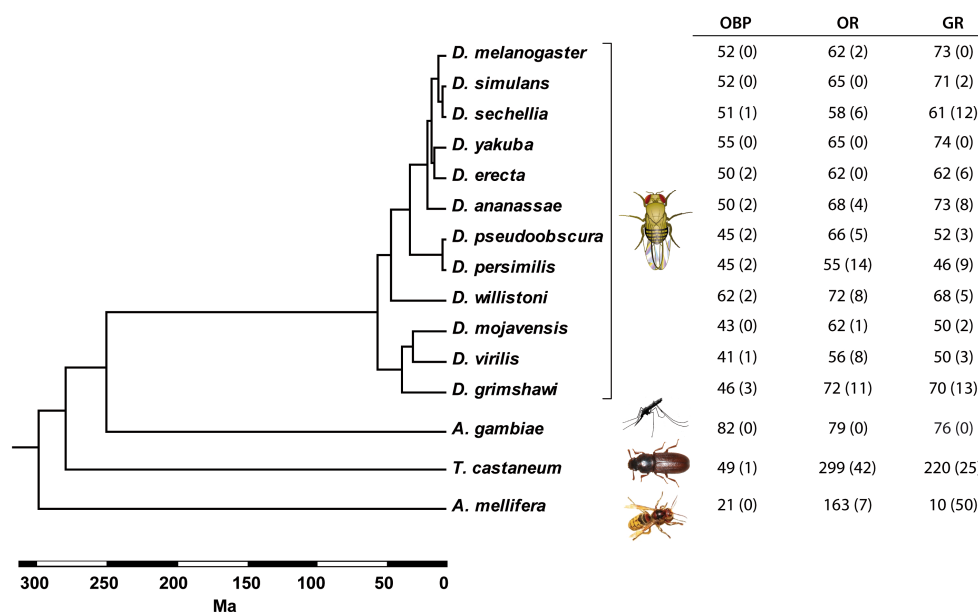 OBP OR GR
D. melanogaster 52 (0) 62 (2) 73 (0)
D. simulans 52 (0) 65 (0) 71 (2)
D. sechellia 51 (1) 58 (6) 61 (12)
D. yakuba 55 (0) 65 (0) 74 (0)
D. erecta 50 (2) 62 (0) 62 (6)
D. ananassae 50 (2) 68 (4) 73 (8)
D. pseudoobscura 45 (2) 66 (5) 52 (3)
D. persimilis 45 (2) 55 (14) 46 (9)
D. willistoni 62 (2) 72 (8) 68 (5)
D. mojavensis 43 (0) 62 (1) 50 (2)
D. virilis 41 (1) 56 (8) 50 (3)
D. grimshawi 46 (3) 72 (11) 70 (13)
A. gambiae 82 (0) 79 (0) 76 (0)
T. castaneum 49 (1) 299 (42) 220 (25)
A. mellifera 21 (0) 163 (7) 10 (50)
300 250 200 150 100 50 0
Ma